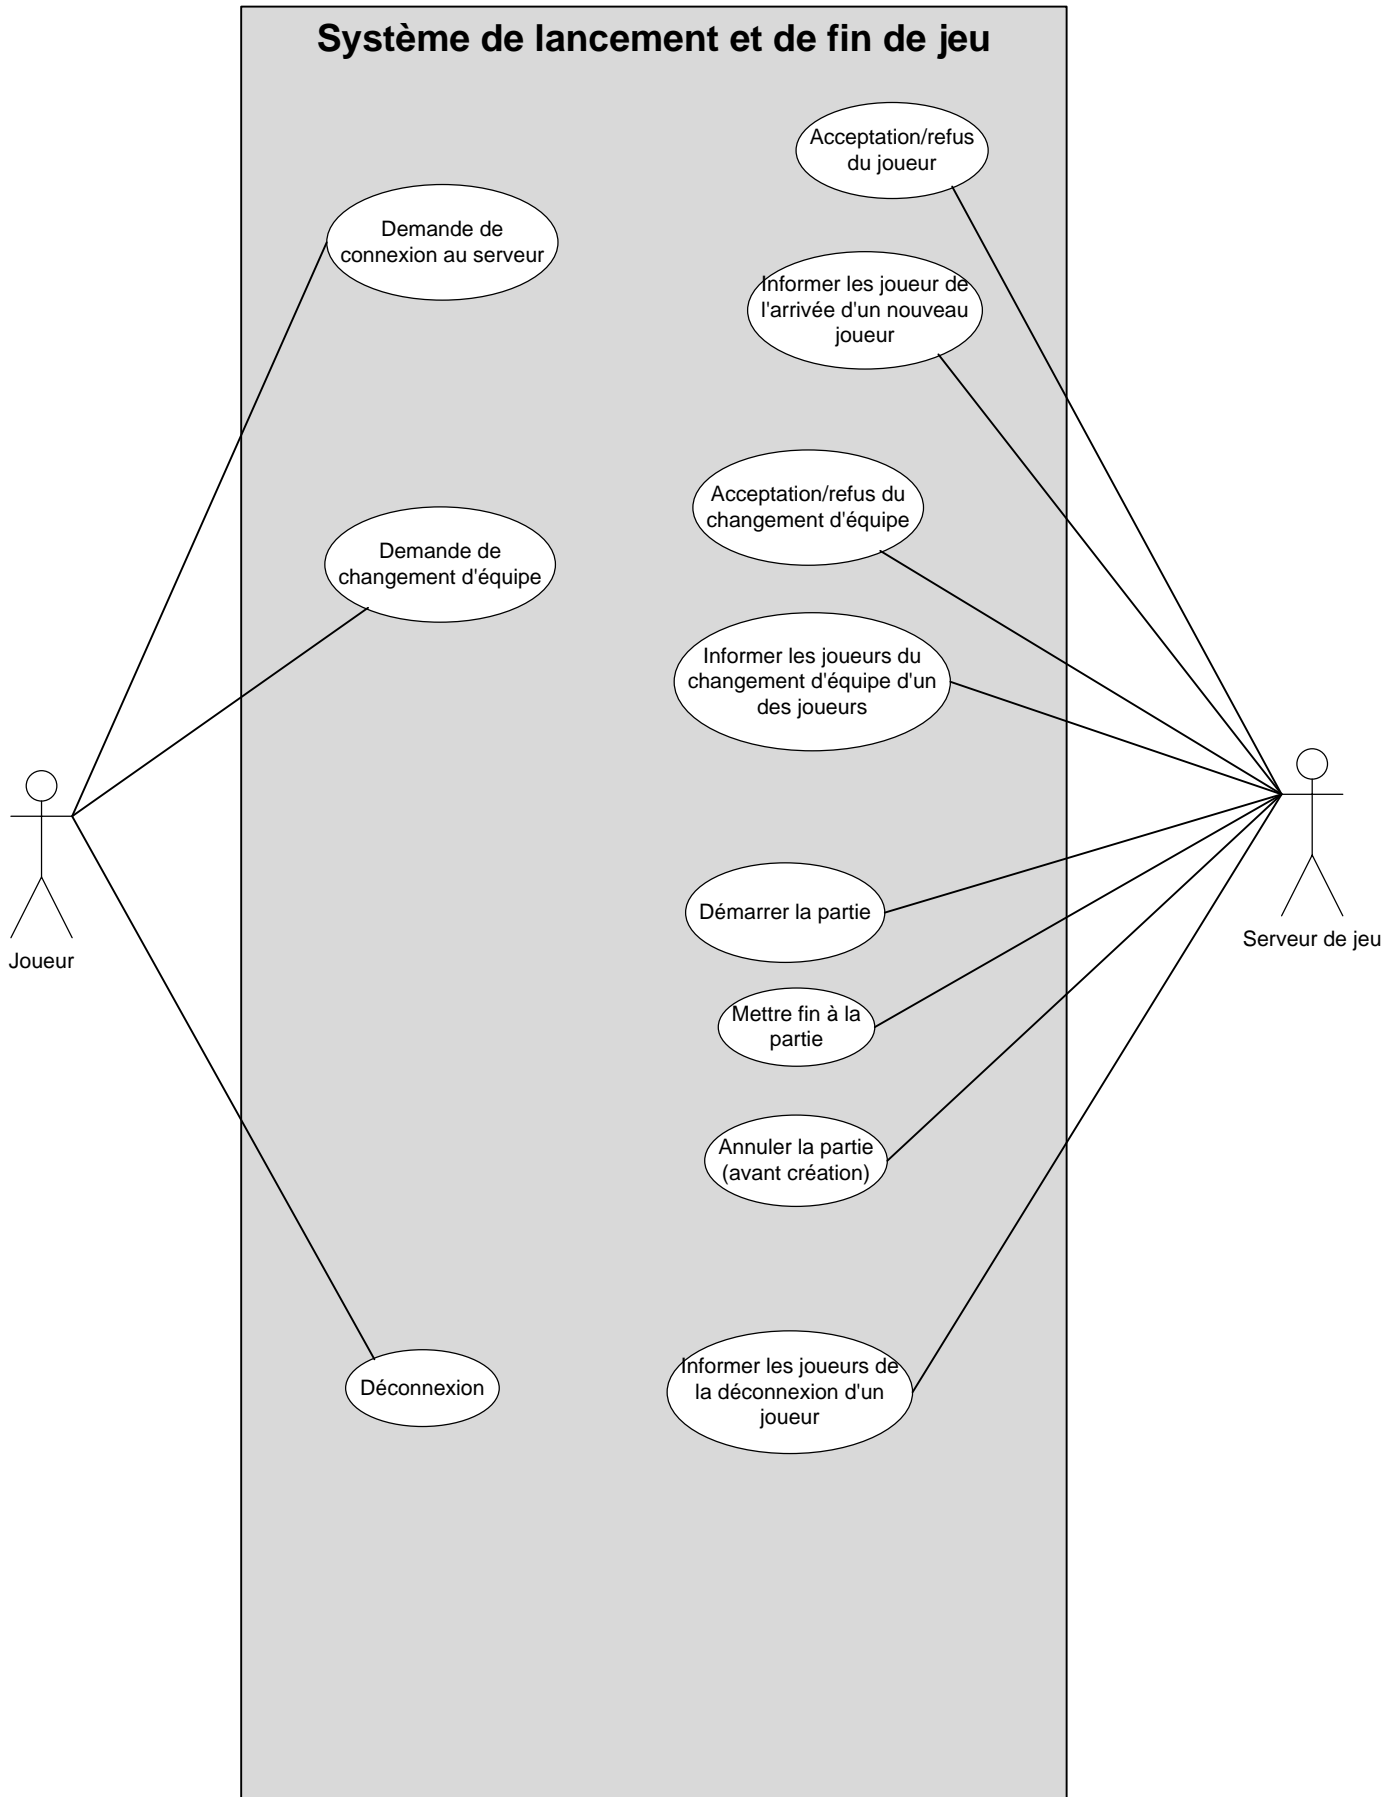 Système de lancement et de fin de jeu
Acceptation/refus
du joueur
Demande de
connexion au serveur
Informer les joueur de
l'arrivée d'un nouveau
joueur
Acceptation/refus du
changement d'équipe
Demande de
changement d'équipe
Informer les joueurs du
changement d'équipe d'un
des joueurs
Démarrer la partie
Serveur de jeu
Joueur
Mettre fin à la
partie
Annuler la partie
(avant création)
Déconnexion
Informer les joueurs de
la déconnexion d'un
joueur